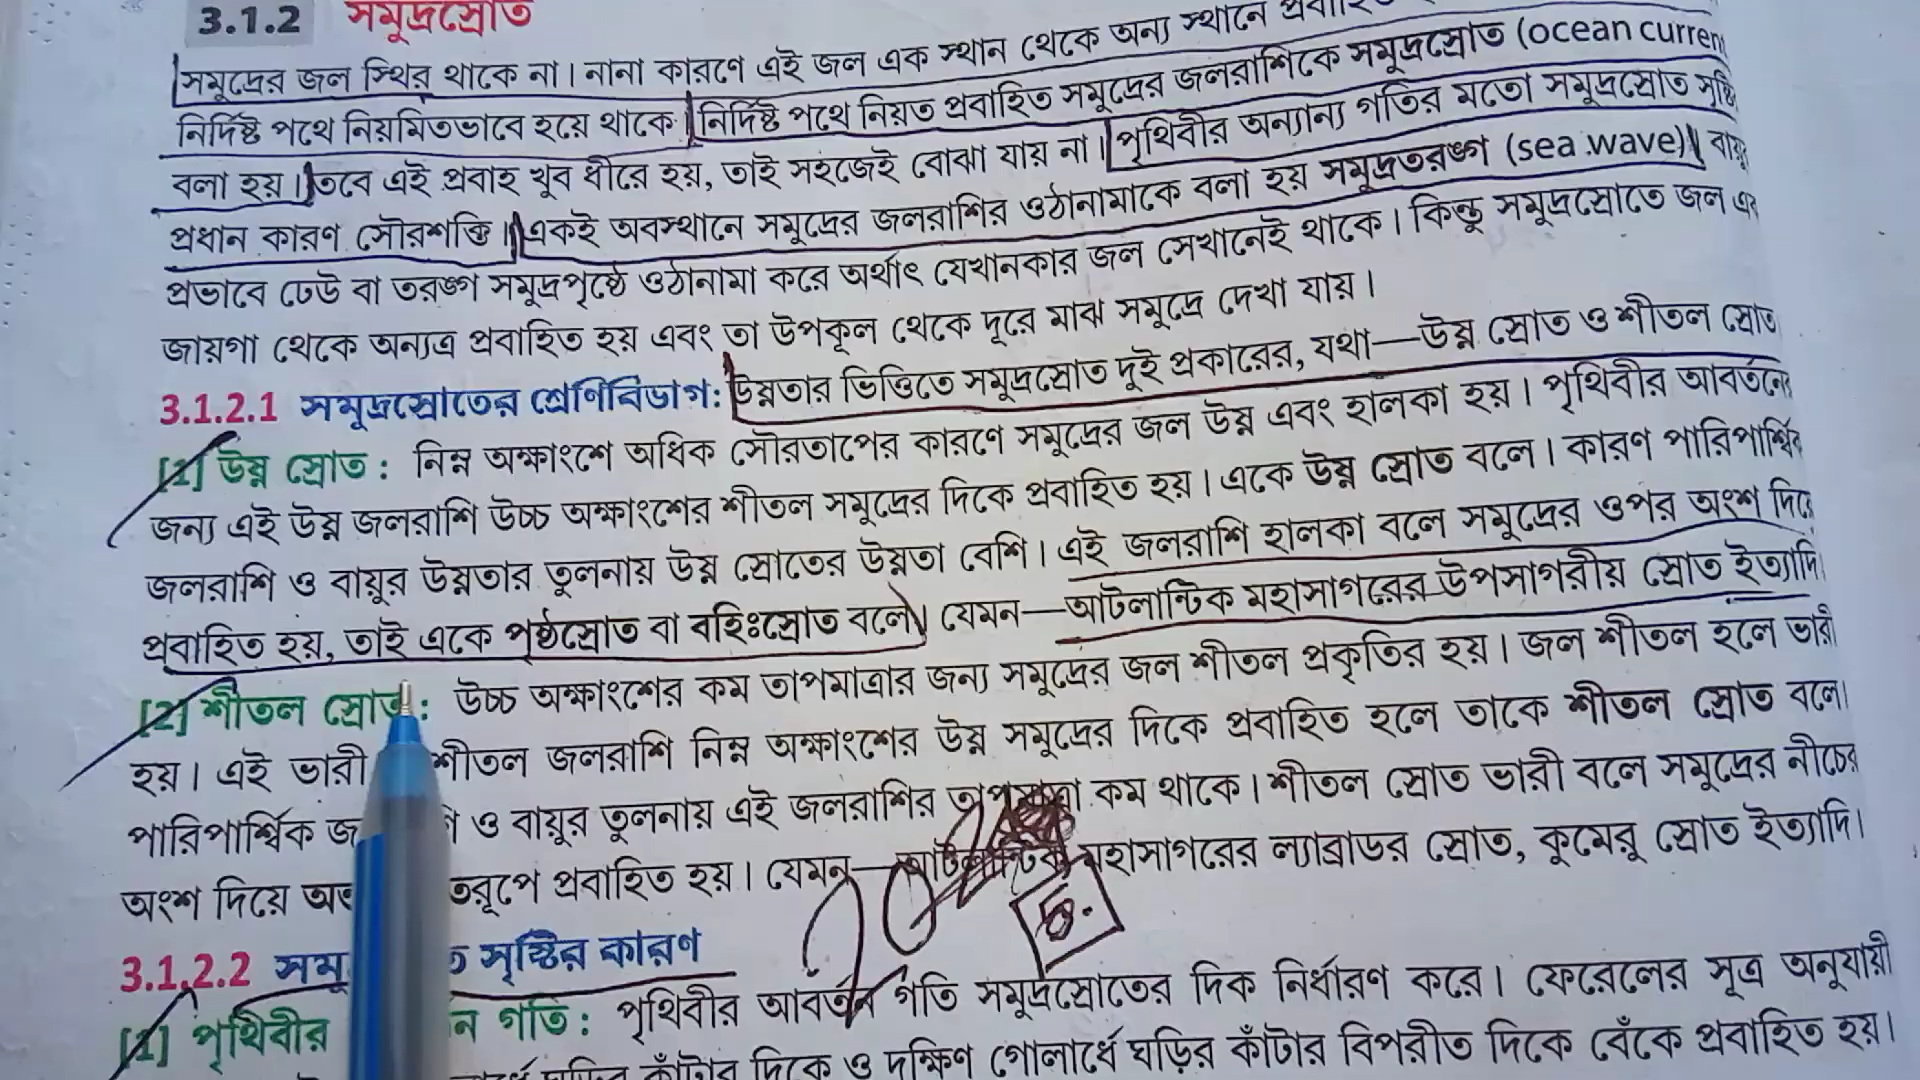 3.1.2 সমুদ্রস্রোত
সমুদ্রের জল স্থির থাকে না। নানা কারণে এই জল এক স্থান থেকে অন্য স্থানে
নির্দিষ্ট পথে নিয়মিতভাবে হয়ে থাকে। নির্দিষ্ট পথে নিয়ত প্রবাহিত সমুদ্রের জলরাশিকে সমুদ্রস্রোত (ocean current
বলা হয়। তবে এই প্রবাহ খুব ধীরে হয়, তাই সহজেই বোঝা যায় না। পৃথিবীর অন্যান্য গতির মতো সমুদ্রস্রোত সৃষ্টি
প্রধান কারণ সৌরশক্তি। একই অবস্থানে সমুদ্রের জলরাশির ওঠানামাকে বলা হয় সমুদ্রতরঙ্গ (sea wave)। বায়ু
প্রভাবে ঢেউ বা তরঙ্গ সমুদ্রপৃষ্ঠে ওঠানামা করে অর্থাৎ যেখানকার জল সেখানেই থাকে। কিন্তু সমুদ্রস্রোতে জল এক
জায়গা থেকে অন্যত্র প্রবাহিত হয় এবং তা উপকূল থেকে দূরে মাঝ সমুদ্রে দেখা যায়।
3.1.2.1 সমুদ্রস্রোতের শ্রেণিবিভাগ: উষ্ণতার ভিত্তিতে সমুদ্রস্রোত দুই প্রকারের, যথা—উষ্ণ স্রোত ও শীতল স্রোত
[1] উষ্ণ স্রোত : নিম্ন অক্ষাংশে অধিক সৌরতাপের কারণে সমুদ্রের জল উষ্ণ এবং হালকা হয়। পৃথিবীর আবর্তনের
জন্য এই উষ্ণ জলরাশি উচ্চ অক্ষাংশের শীতল সমুদ্রের দিকে প্রবাহিত হয়। একে উষ্ণ স্রোত বলে। কারণ পারিপার্শ্বিক
জলরাশি ও বায়ুর উষ্ণতার তুলনায় উষ্ণ স্রোতের উষ্ণতা বেশি। এই জলরাশি হালকা বলে সমুদ্রের ওপর অংশ দিয়ে
প্রবাহিত হয়, তাই একে পৃষ্ঠস্রোত বা বহিঃস্রোত বলে। যেমন—আটলান্টিক মহাসাগরের উপসাগরীয় স্রোত ইত্যাদি
[2] শীতল স্রোত : উচ্চ অক্ষাংশের কম তাপমাত্রার জন্য সমুদ্রের জল শীতল প্রকৃতির হয়। জল শীতল হলে ভারী
হয়। এই ভারী শীতল জলরাশি নিম্ন অক্ষাংশের উষ্ণ সমুদ্রের দিকে প্রবাহিত হলে তাকে শীতল স্রোত বলে।
পারিপার্শ্বিক ও বায়ুর তুলনায় এই জলরাশির তাপমাত্রা কম থাকে। শীতল স্রোত ভারী বলে সমুদ্রের নীচের
অংশ দিয়ে প্রবাহিত হয়। যেমন—আটলান্টিক মহাসাগরের ল্যাব্রাডর স্রোত, কুমেরু স্রোত ইত্যাদি।
3.1.2.2 সৃষ্টির কারণ
[1] পৃথিবীর গতি : পৃথিবীর আবর্তন গতি সমুদ্রস্রোতের দিক নির্ধারণ করে। ফেরেলের সূত্র অনুযায়ী
ঘড়ির কাঁটার দিকে ও দক্ষিণ গোলার্ধে ঘড়ির কাঁটার বিপরীত দিকে বেঁকে প্রবাহিত হয়।